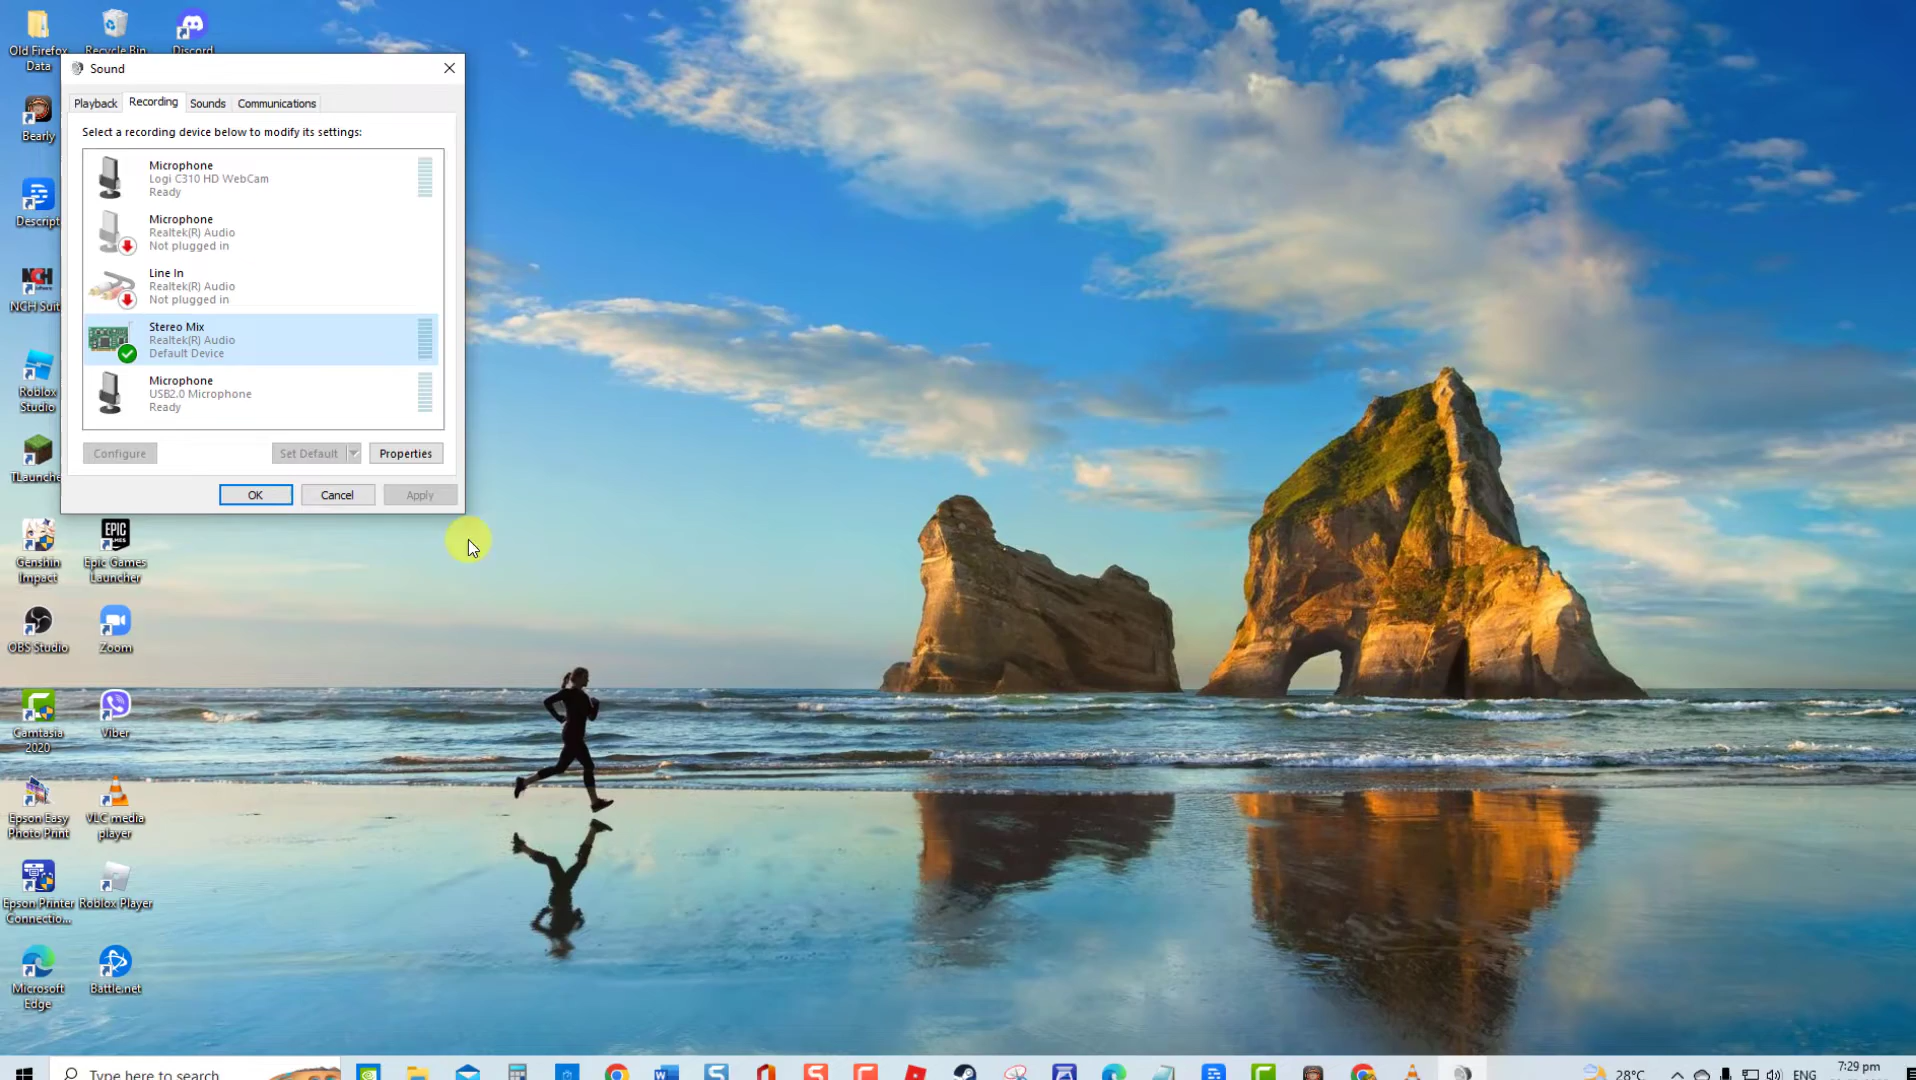 Old Firefox
Data
Recycle Bin
Discord
Sound
Playback
Recording
Sounds
Communications
Select a recording device below to modify its settings:
Microphone
Logi C310 HD WebCam
Ready
Microphone
Realtek(R) Audio
Not plugged in
Line In
Realtek(R) Audio
Not plugged in
Stereo Mix
Realtek(R) Audio
Default Device
Microphone
USB2.0 Microphone
Ready
Configure
Set Default
Properties
OK
Cancel
Apply
Bearly
Descript
NCH
NCH Suit
Roblox
Studio
TLaunche
Genshin
Impact
EPIC
GAMES
Epic Games
Launcher
OBS Studio
Zoom
Camtasia
2020
Viber
Epson Easy
Photo Print
VLC media
player
Epson Printer
Connectio...
Roblox Player
Microsoft
Edge
Battle.net
Type here to search
28°C
ENG
7:29 pm